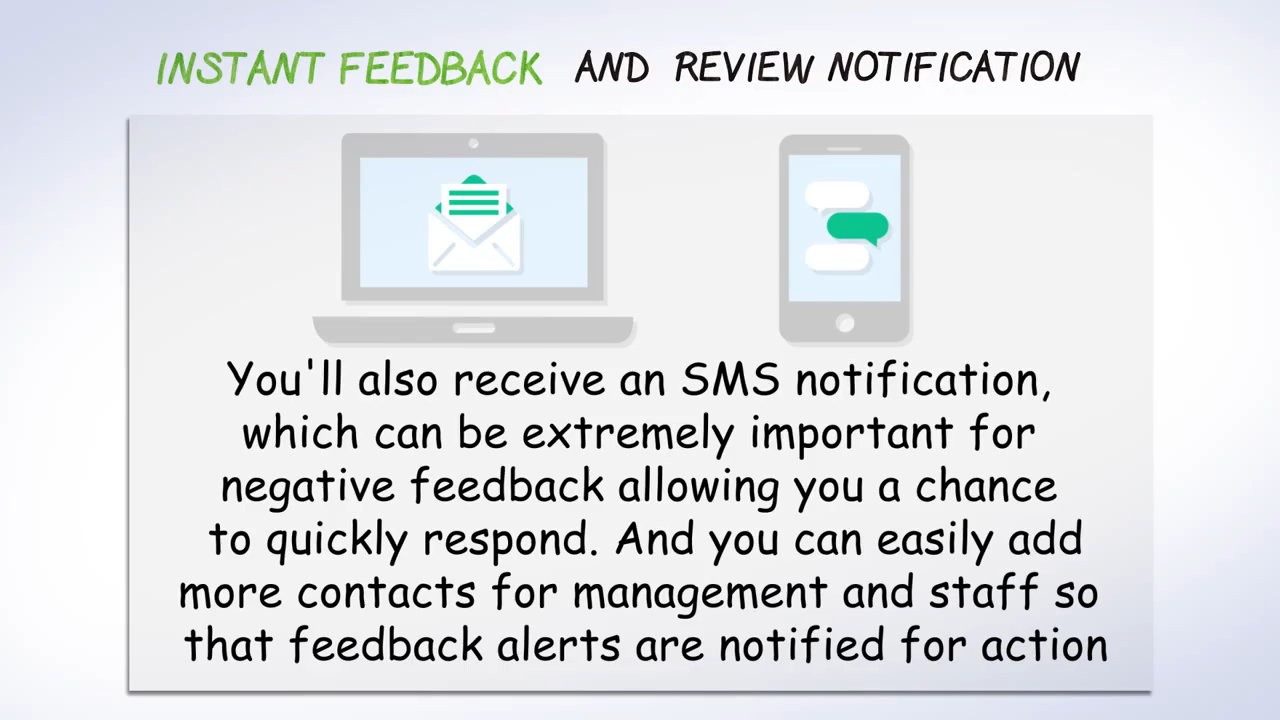 INSTANT FEEDBACK AND REVIEW NOTIFICATION
You'll also receive an SMS notification,
which can be extremely important for
negative feedback allowing you a chance
to quickly respond. And you can easily add
more contacts for management and staff so
that feedback alerts are notified for action